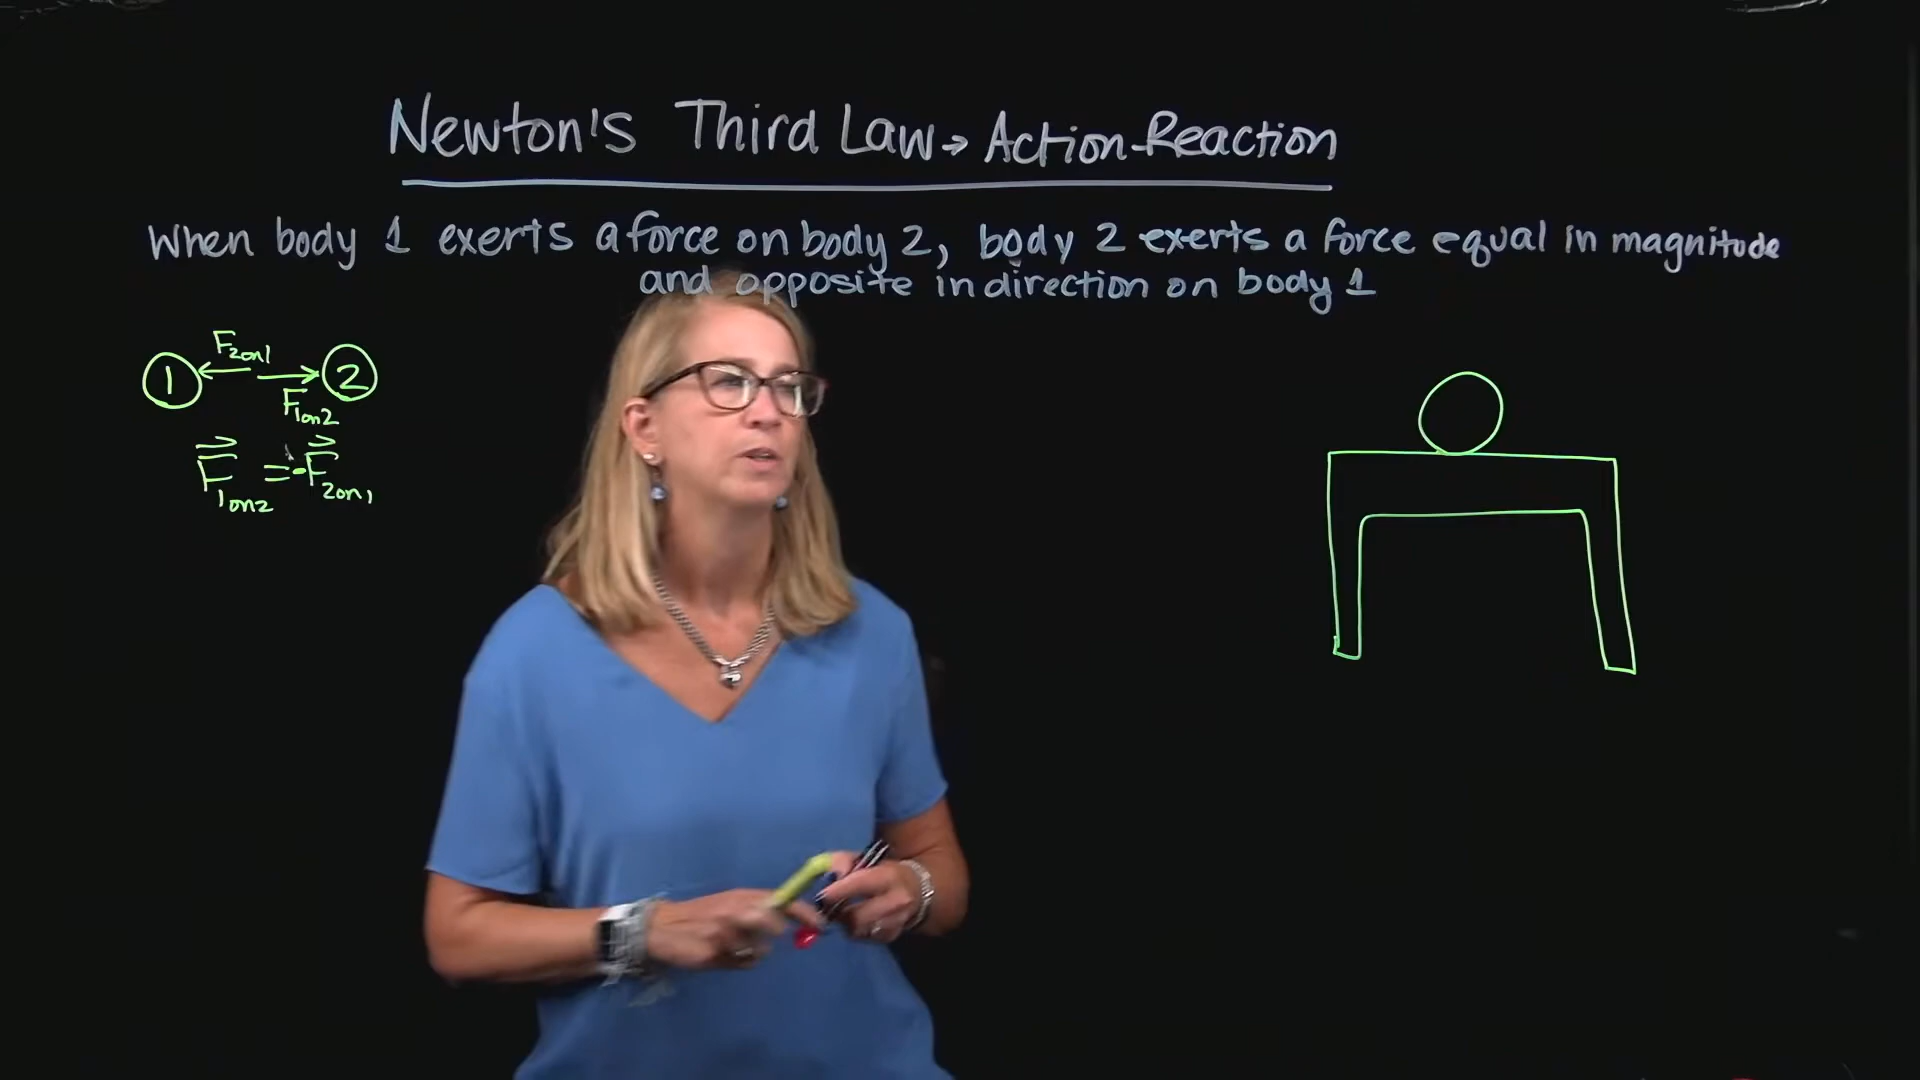 Newton's Third Law → Action-Reaction
When body 1 exerts a force on body 2, body 2 exerts a force equal in magnitude
and opposite in direction on body 1
F2on1
1 2
F1on2
F1on2 = -F2on1